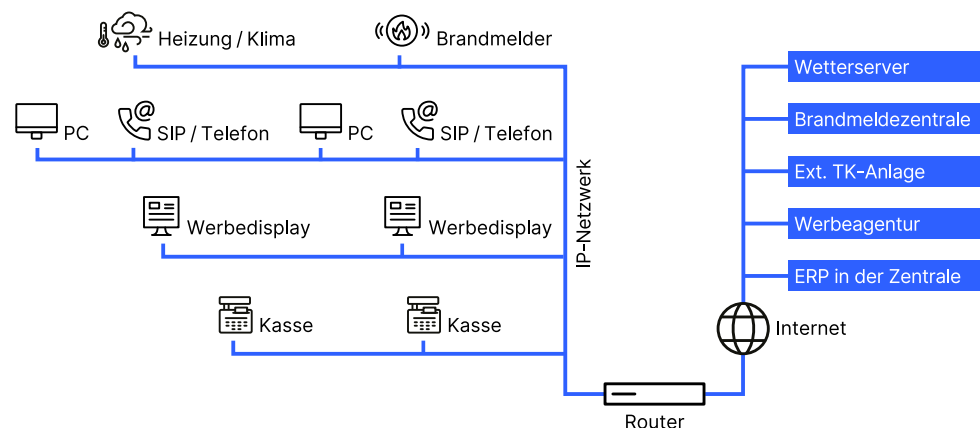 Heizung / Klima
Brandmelder
PC
SIP / Telefon
PC
SIP / Telefon
Werbedisplay
Werbedisplay
Kasse
Kasse
IP-Netzwerk
Router
Internet
Wetterserver
Brandmeldezentrale
Ext. TK-Anlage
Werbeagentur
ERP in der Zentrale